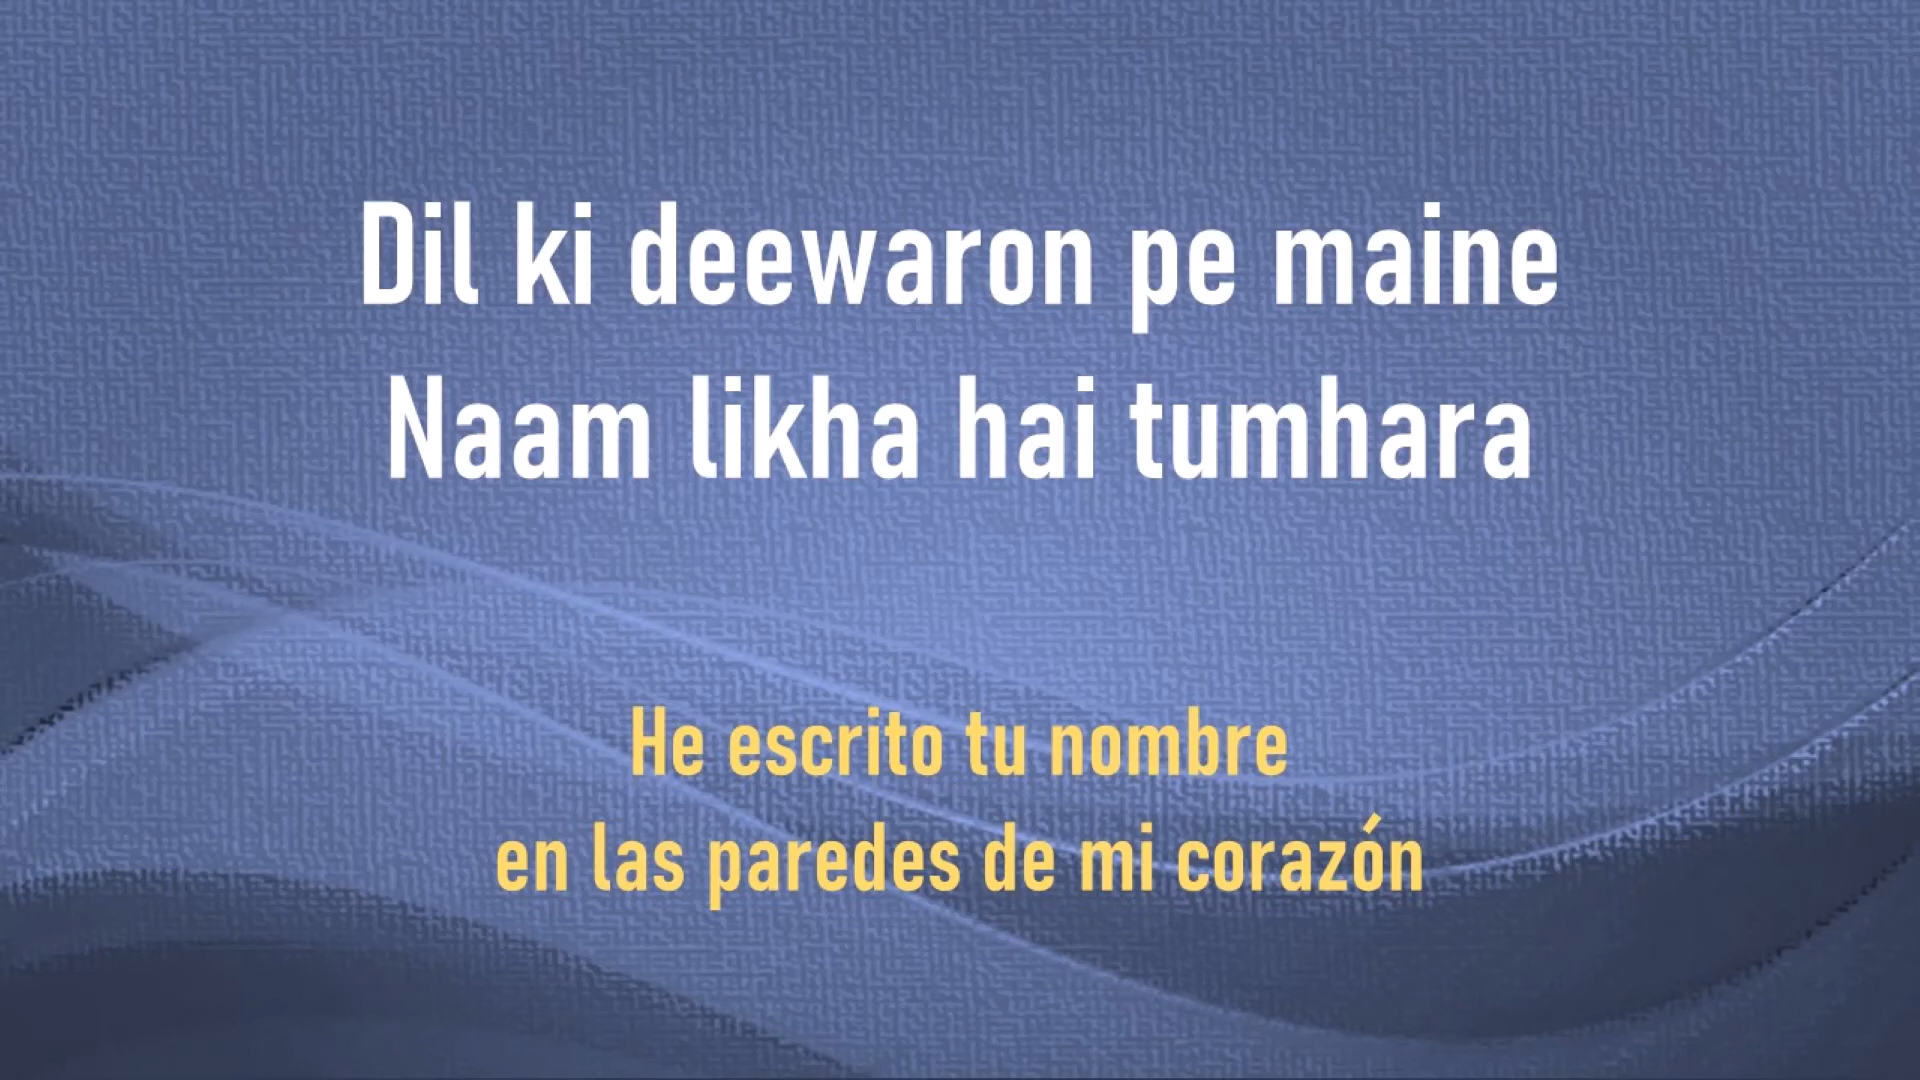 Dil ki deewaron pe maine
Naam likha hai tumhara
He escrito tu nombre
en las paredes de mi corazón